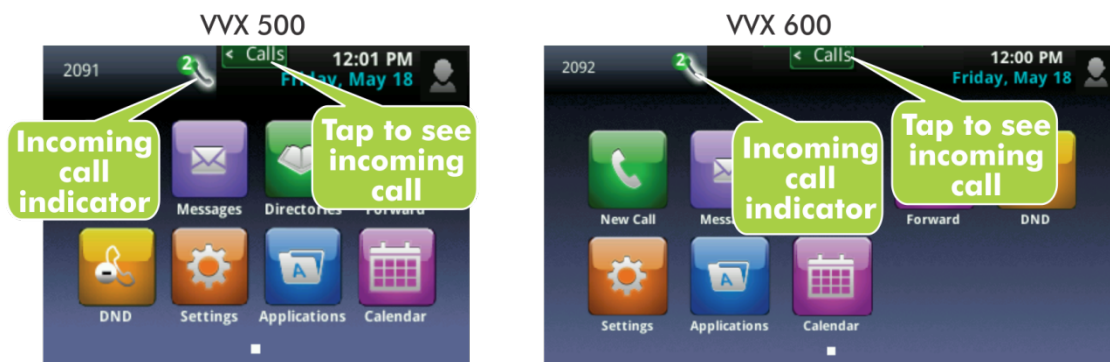 VVX 500
2091
2
< Calls
12:01 PM
Friday, May 18
Incoming
call
indicator
Tap to see
incoming
call
Messages
Directories
Forward
DND
Settings
Applications
A
Calendar
VVX 600
2092
2
< Calls
12:00 PM
Friday, May 18
Incoming
call
indicator
Tap to see
incoming
call
New Call
Forward
DND
Settings
Applications
A
Calendar